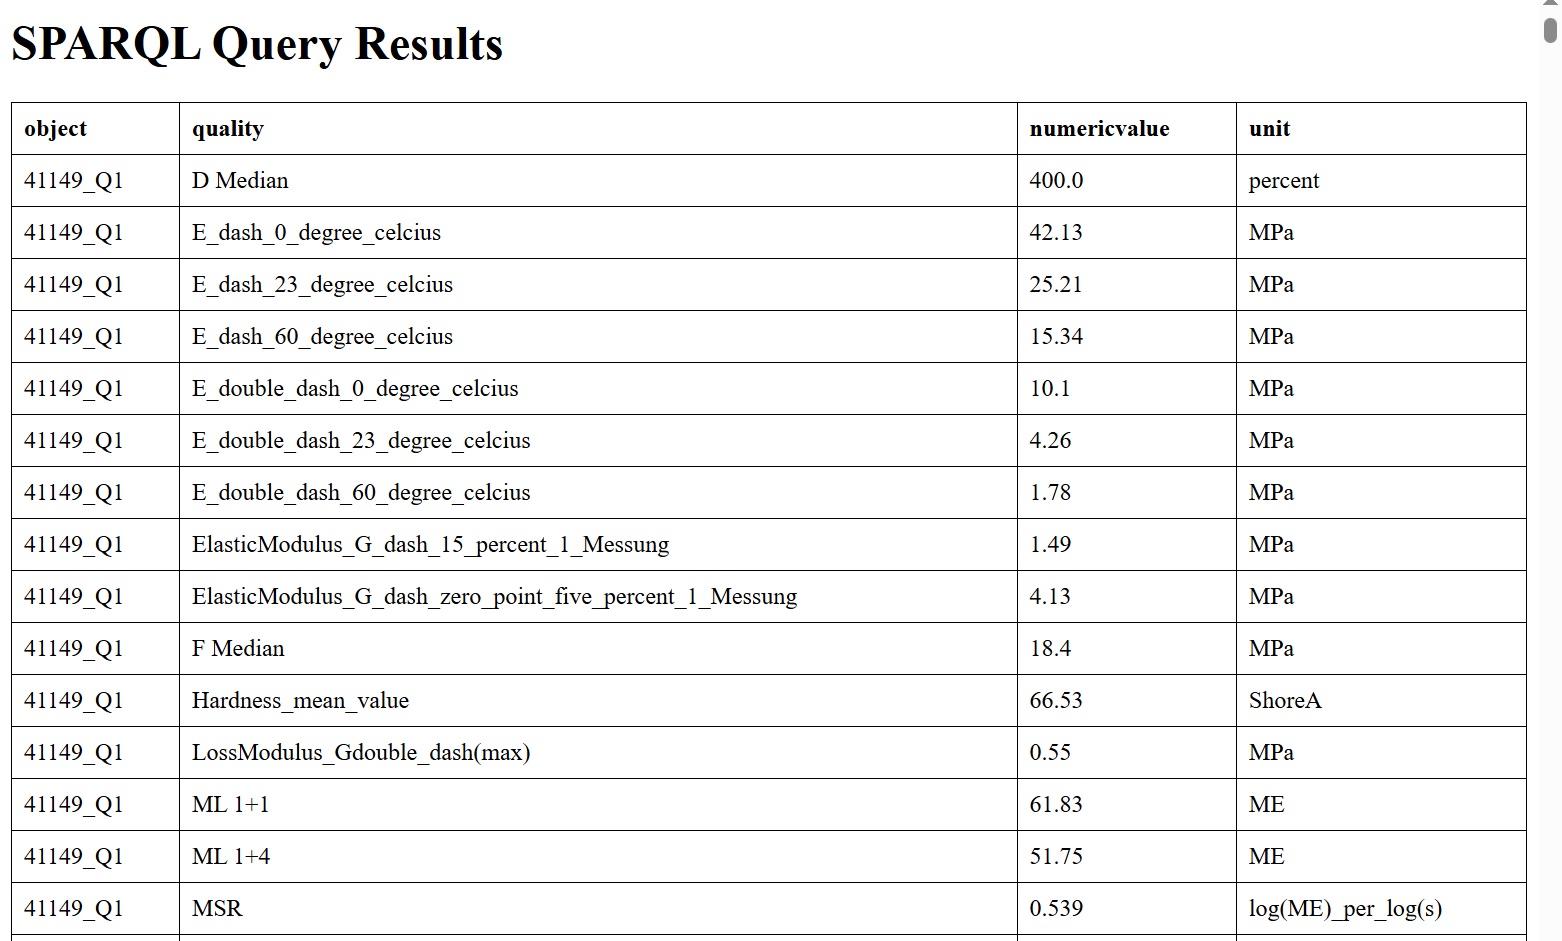 SPARQL Query Results
object quality numericvalue unit
41149_Q1 D Median 400.0 percent
41149_Q1 E_dash_0_degree_celcius 42.13 MPa
41149_Q1 E_dash_23_degree_celcius 25.21 MPa
41149_Q1 E_dash_60_degree_celcius 15.34 MPa
41149_Q1 E_double_dash_0_degree_celcius 10.1 MPa
41149_Q1 E_double_dash_23_degree_celcius 4.26 MPa
41149_Q1 E_double_dash_60_degree_celcius 1.78 MPa
41149_Q1 ElasticModulus_G_dash_15_percent_1_Messung 1.49 MPa
41149_Q1 ElasticModulus_G_dash_zero_point_five_percent_1_Messung 4.13 MPa
41149_Q1 F Median 18.4 MPa
41149_Q1 Hardness_mean_value 66.53 ShoreA
41149_Q1 LossModulus_Gdouble_dash(max) 0.55 MPa
41149_Q1 ML 1+1 61.83 ME
41149_Q1 ML 1+4 51.75 ME
41149_Q1 MSR 0.539 log(ME)_per_log(s)